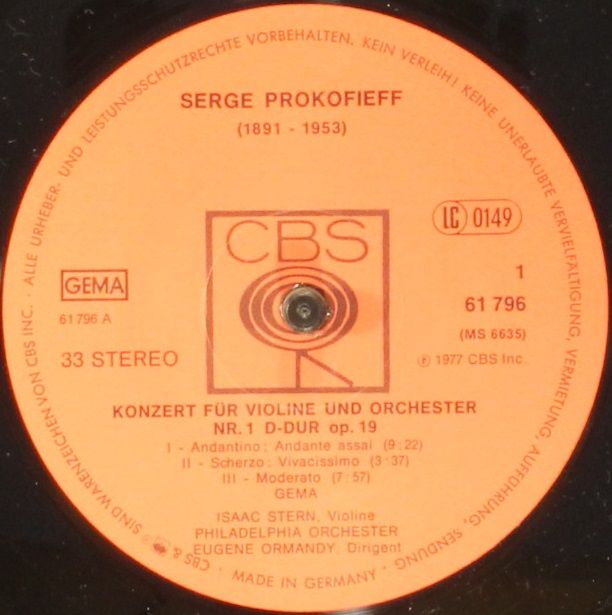 ALLE URHEBER- UND LEISTUNGSSCHUTZRECHTE VORBEHALTEN. KEIN VERLEIH! KEINE UNERLAUBTE VERVIELFÄLTIGUNG, VERMIETUNG, AUFFÜHRUNG, SENDUNG
SERGE PROKOFIEFF
(1891 - 1953)
CBS
LC 0149
GEMA
1
61 796 A
61 796
(MS 6635)
33 STEREO
℗ 1977 CBS Inc.
KONZERT FÜR VIOLINE UND ORCHESTER
NR. 1 D-DUR op. 19
I - Andantino; Andante assai (9:22)
II - Scherzo: Vivacissimo (3:37)
III - Moderato (7:57)
GEMA
ISAAC STERN, Violine
PHILADELPHIA ORCHESTER
EUGENE ORMANDY, Dirigent
CBS & ® SIND WARENZEICHEN VON CBS INC. ·
· MADE IN GERMANY ·